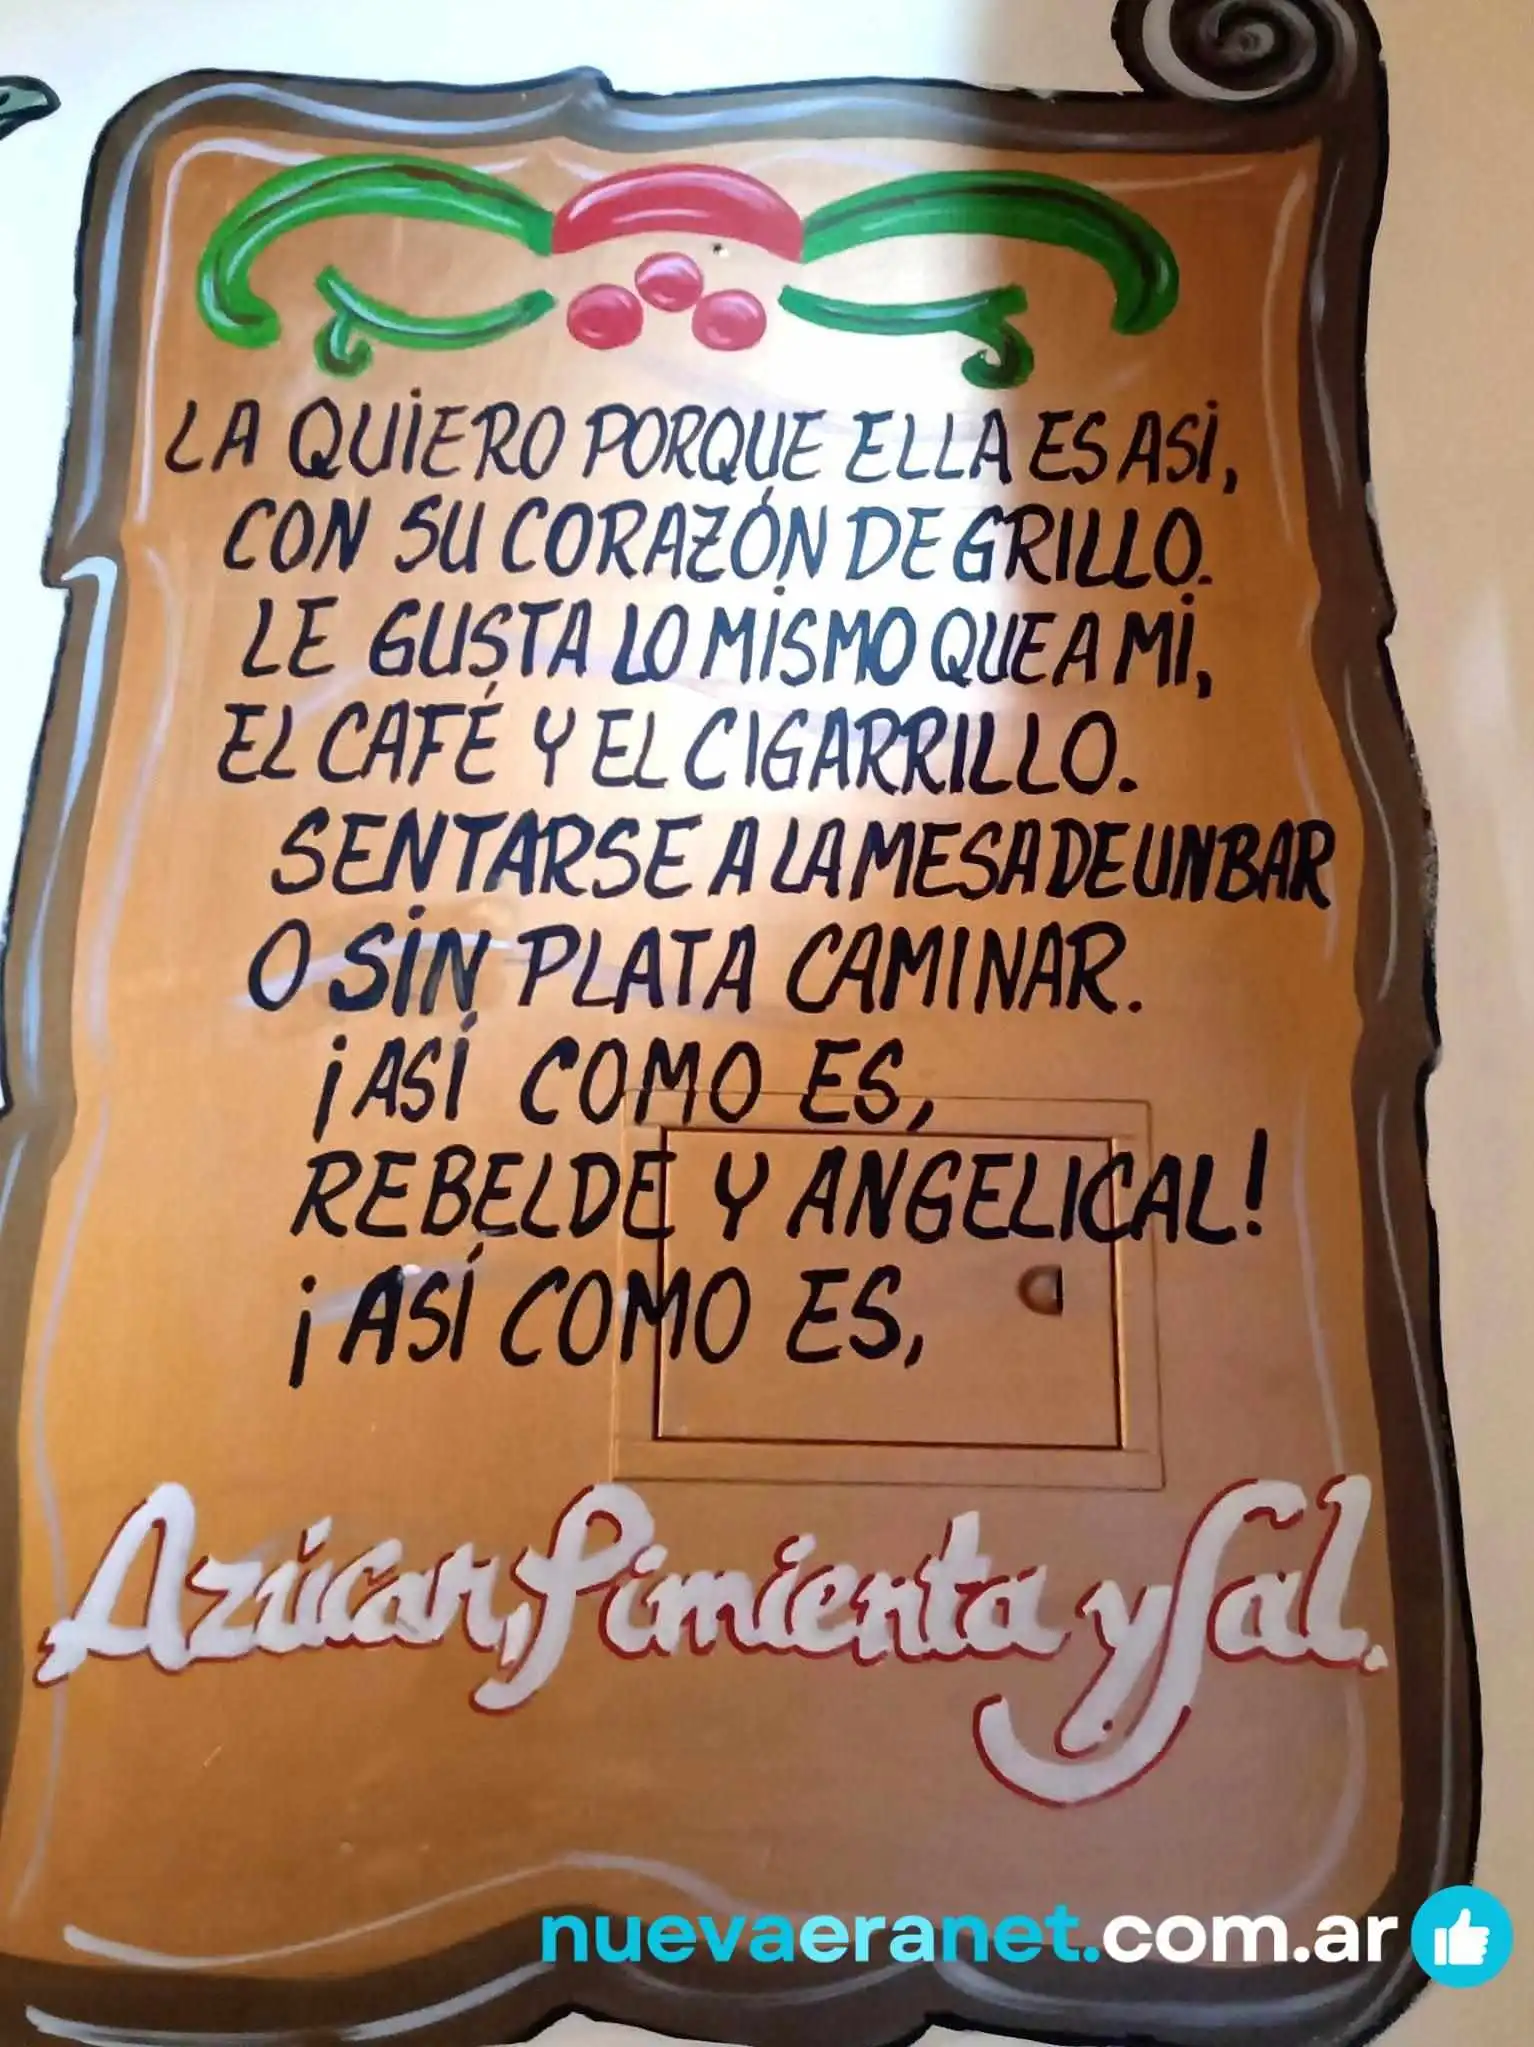 LA QUIERO PORQUE ELLA ES ASÍ,
CON SU CORAZÓN DE GRILLO.
LE GUSTA LO MISMO QUE A MÍ,
EL CAFÉ Y EL CIGARRILLO.
SENTARSE A LA MESA DE UN BAR
O SIN PLATA CAMINAR.
¡ASÍ COMO ES,
REBELDE Y ANGELICAL!
¡ASÍ COMO ES,
Azúcar, Pimienta y Sal.
nuevaeranet.com.ar